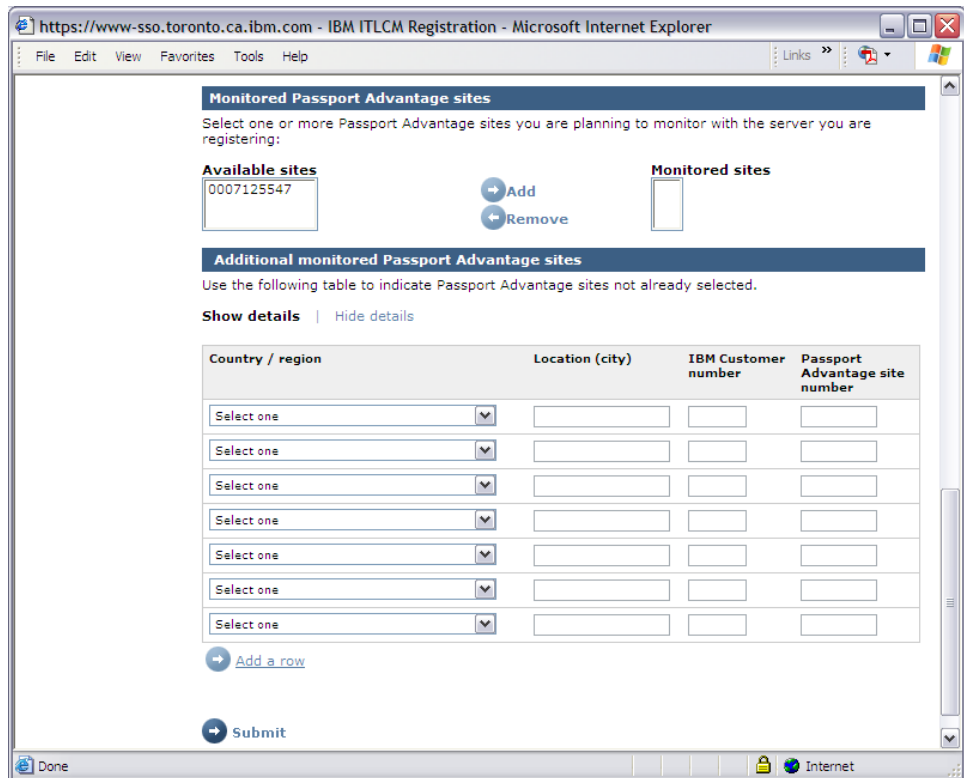 https://www-sso.toronto.ca.ibm.com - IBM ITLCM Registration - Microsoft Internet Explorer
File Edit View Favorites Tools Help Links »
Monitored Passport Advantage sites
Select one or more Passport Advantage sites you are planning to monitor with the server you are
registering:
Available sites Monitored sites
0007125547
Add
Remove
Additional monitored Passport Advantage sites
Use the following table to indicate Passport Advantage sites not already selected.
Show details | Hide details
Country / region Location (city) IBM Customer Passport
number Advantage site
number
Select one
Select one
Select one
Select one
Select one
Select one
Select one
Add a row
Submit
Done Internet